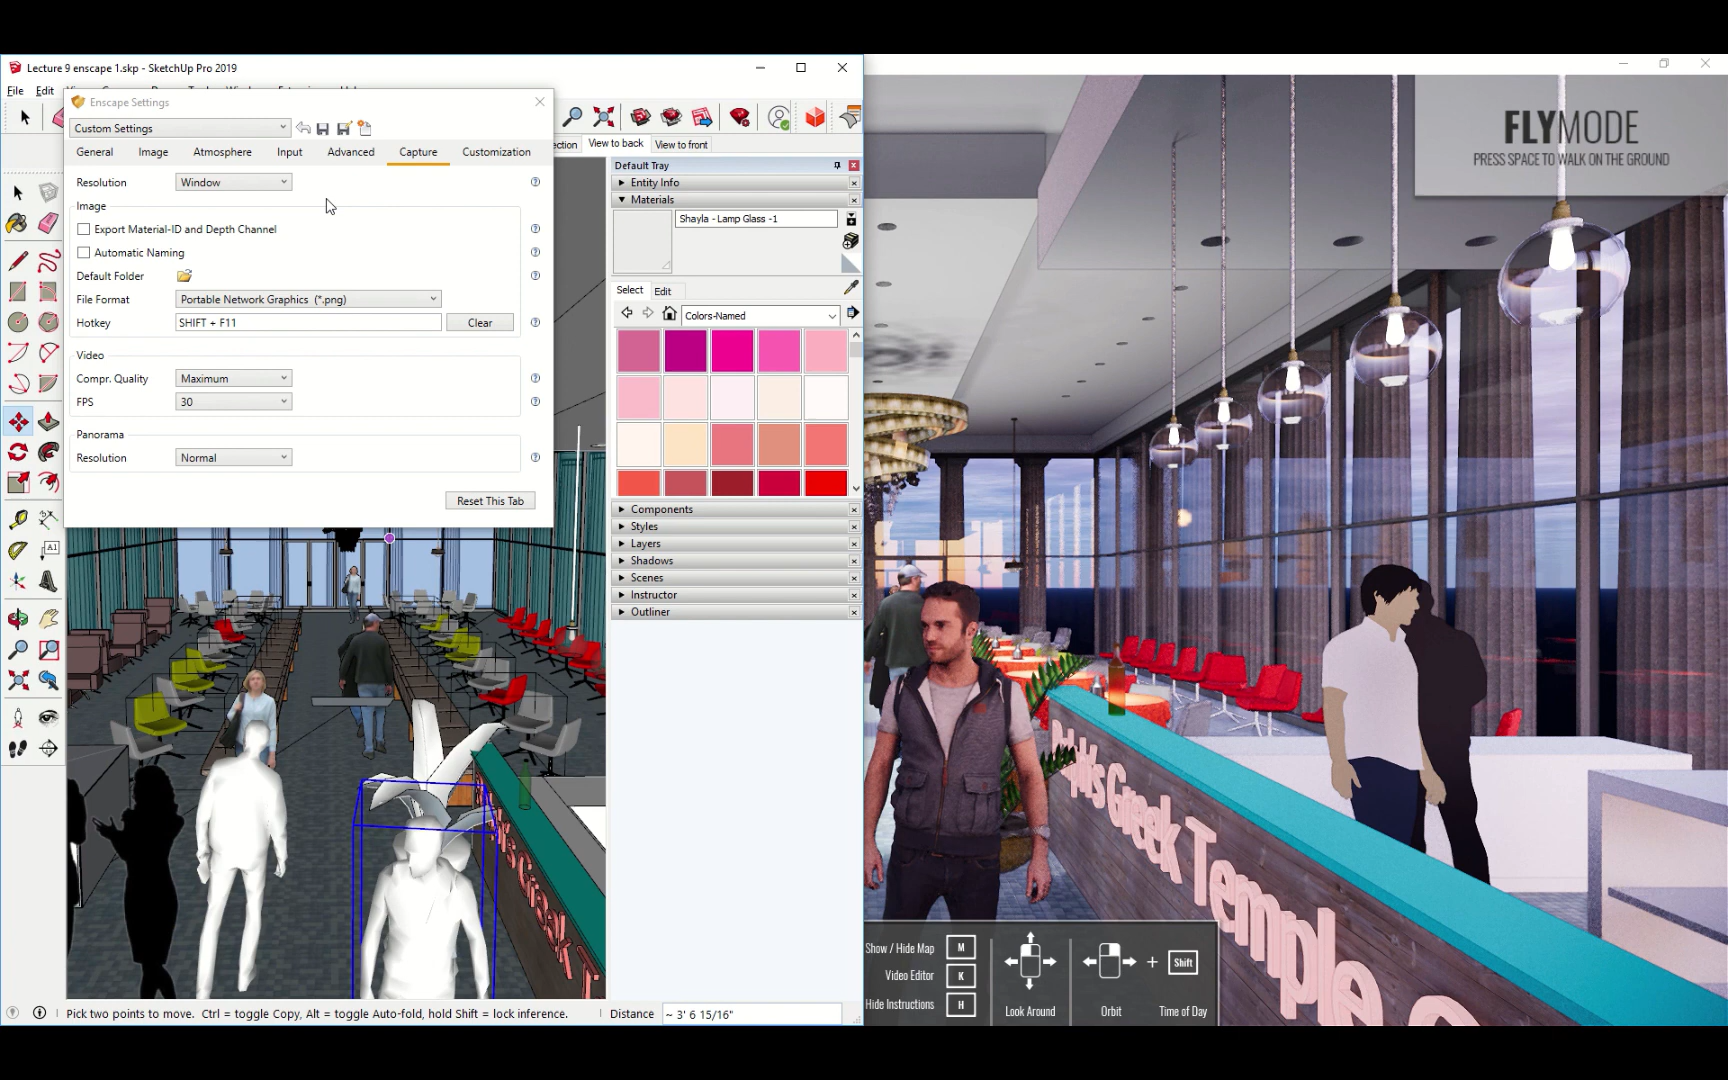 Lecture 9 enscape 1.skp - SketchUp Pro 2019
File Edit
Enscape Settings
Custom Settings
General Image Atmosphere Input Advanced Capture Customization
Resolution Window
Image
Export Material-ID and Depth Channel
Automatic Naming
Default Folder
File Format Portable Network Graphics (*.png)
Hotkey SHIFT + F11 Clear
Video
Compr. Quality Maximum
FPS 30
Panorama
Resolution Normal
Reset This Tab
ection View to back View to front
Default Tray
Entity Info
Materials
Shayla - Lamp Glass -1
Select Edit
Colors-Named
Components
Styles
Layers
Shadows
Scenes
Instructor
Outliner
A1
Pick two points to move. Ctrl = toggle Copy, Alt = toggle Auto-fold, hold Shift = lock inference.
Distance ~ 3' 6 15/16"
FLYMODE
PRESS SPACE TO WALK ON THE GROUND
Greek Temple
Show / Hide Map M
Video Editor K
Hide Instructions H
Look Around
Orbit
+ Shift
Time of Day